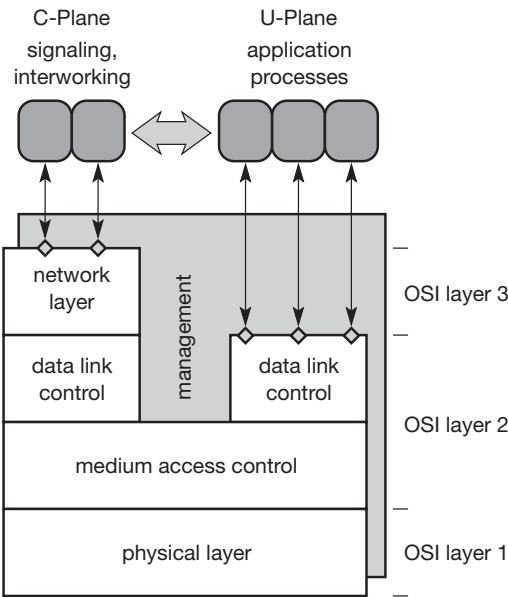 C-Plane
U-Plane
signaling,
interworking
application
processes
network
layer
management
OSI layer 3
data link
control
data link
control
OSI layer 2
medium access control
physical layer
OSI layer 1